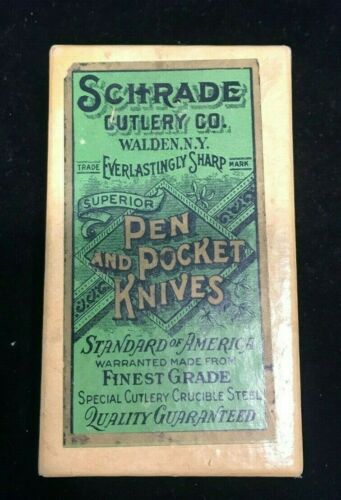 SCHRADE
CUTLERY CO.
WALDEN, N.Y.
TRADE EVERLASTINGLY SHARP MARK
SUPERIOR
PEN
AND POCKET
KNIVES
STANDARD OF AMERICA
WARRANTED MADE FROM
FINEST GRADE
SPECIAL CUTLERY CRUCIBLE STEEL
QUALITY GUARANTEED